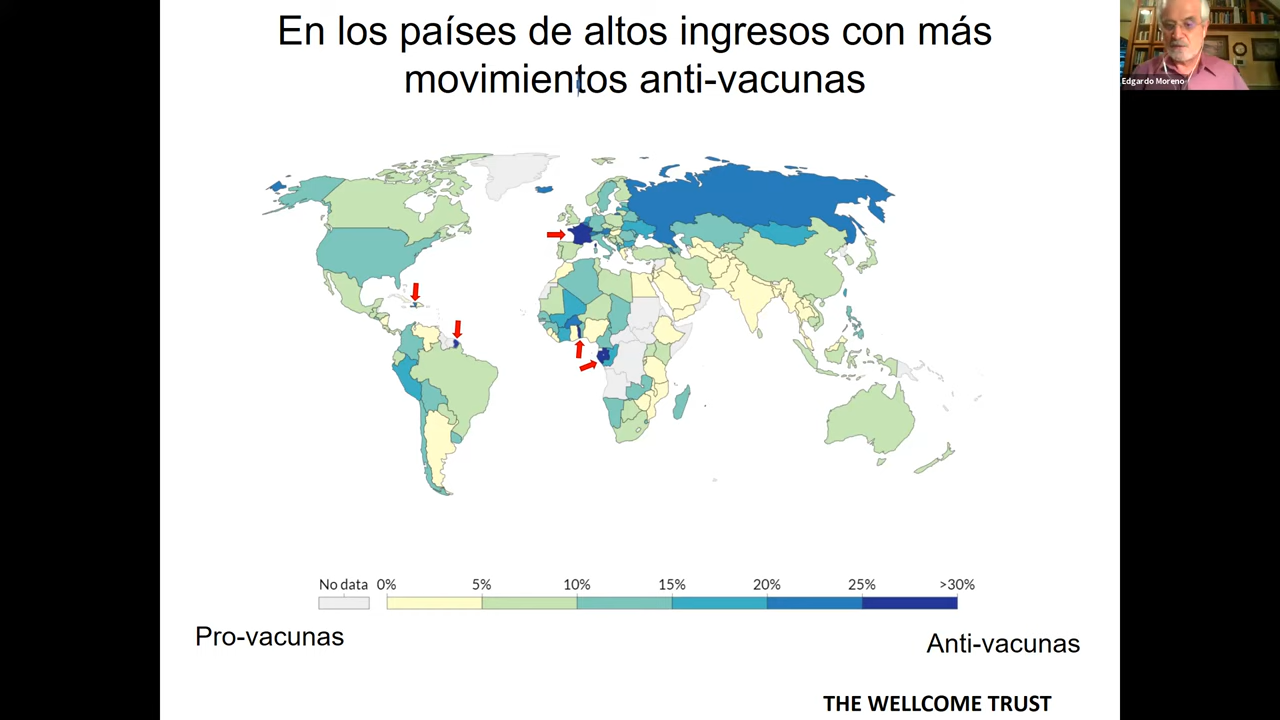 En los países de altos ingresos con más
movimientos anti-vacunas
Edgardo Moreno
No data 0% 5% 10% 15% 20% 25% >30%
Pro-vacunas
Anti-vacunas
THE WELLCOME TRUST